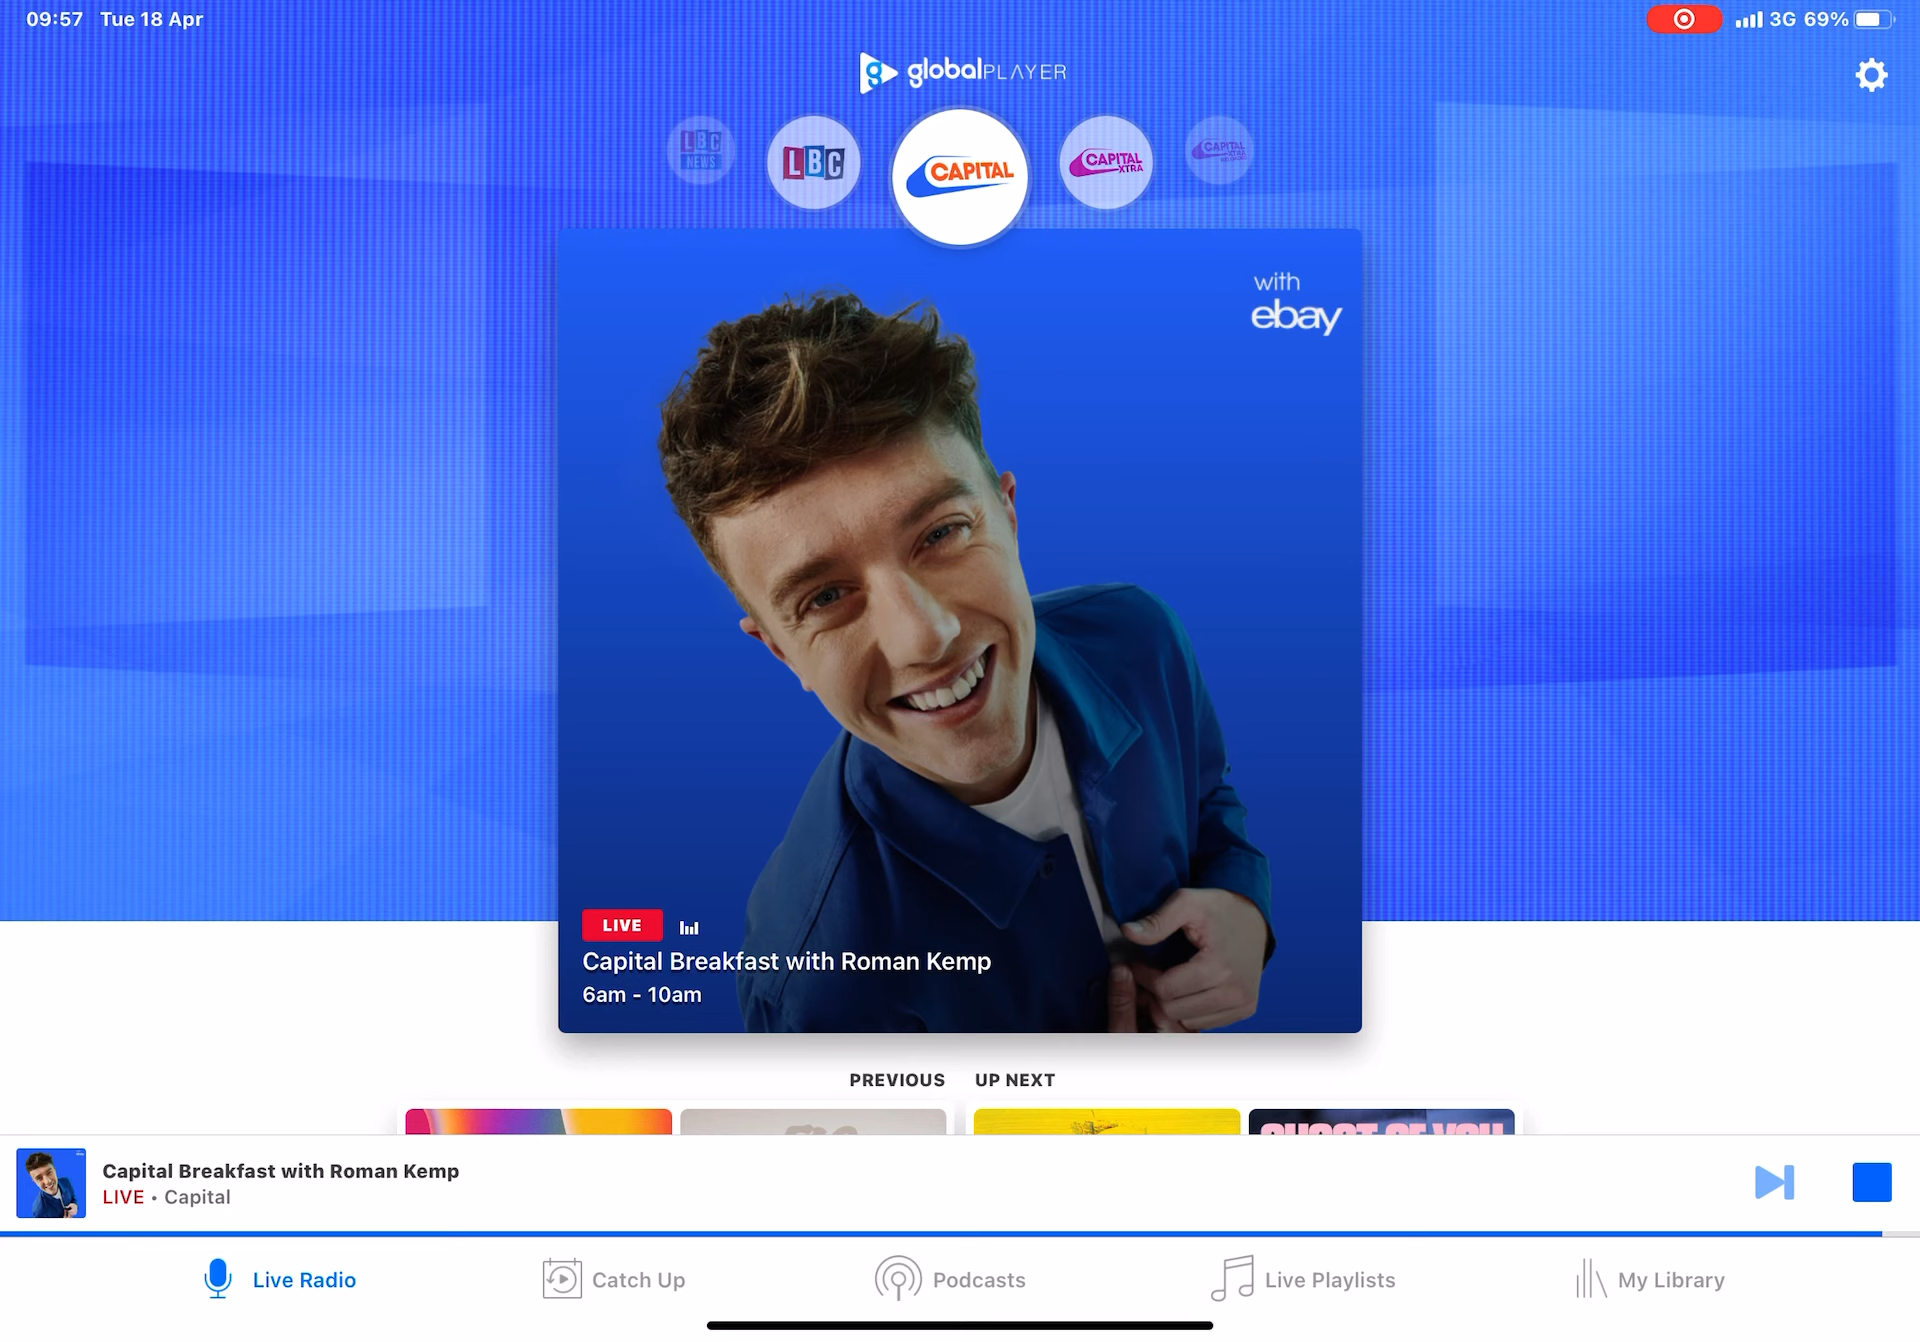 09:57 Tue 18 Apr
3G 69%
globalPLAYER
LBC
NEWS
LBC
CAPITAL
CAPITAL
XTRA
CAPITAL
XTRA
with
ebay
LIVE
Capital Breakfast with Roman Kemp
6am - 10am
PREVIOUS
UP NEXT
Capital Breakfast with Roman Kemp
LIVE • Capital
Live Radio
Catch Up
Podcasts
Live Playlists
My Library